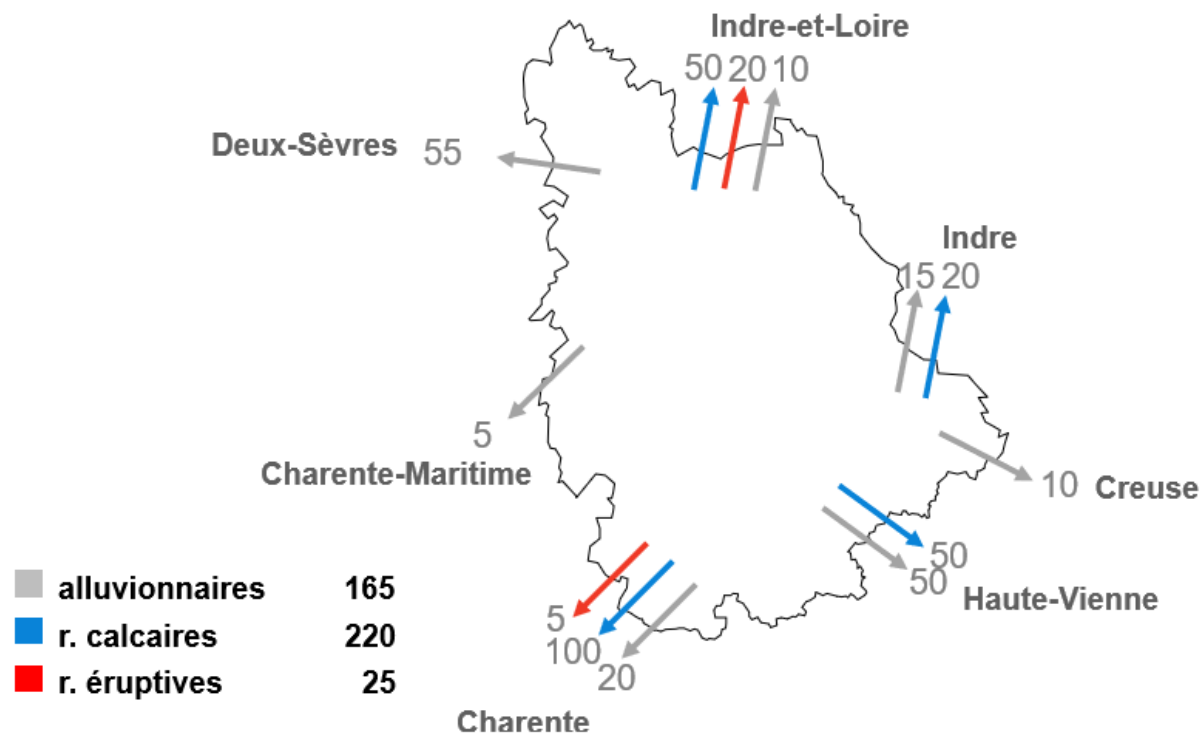 Indre-et-Loire
50 20 10
Deux-Sèvres 55
Indre
15 20
5
Charente-Maritime
10 Creuse
50
50
Haute-Vienne
5
100
20
Charente
alluvionnaires 165
r. calcaires 220
r. éruptives 25